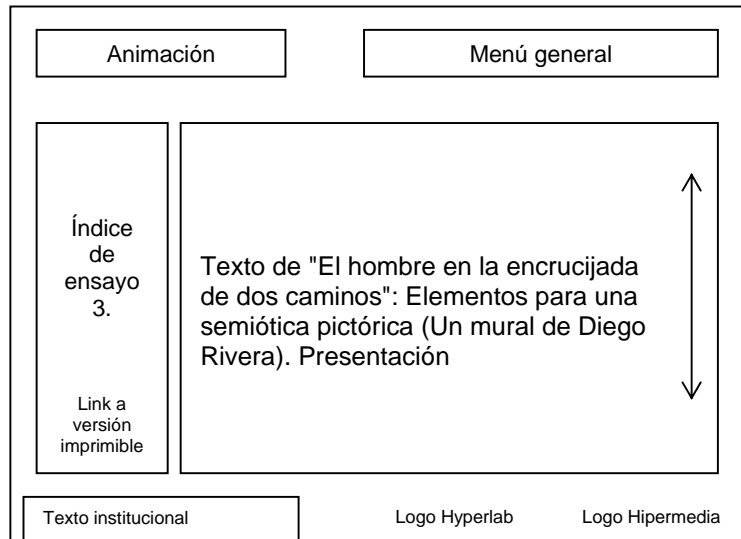 Animación
Menú general
Índice
de
ensayo
3.
Link a
versión
imprimible
Texto de "El hombre en la encrucijada
de dos caminos": Elementos para una
semiótica pictórica (Un mural de Diego
Rivera). Presentación
Texto institucional
Logo Hyperlab
Logo Hipermedia